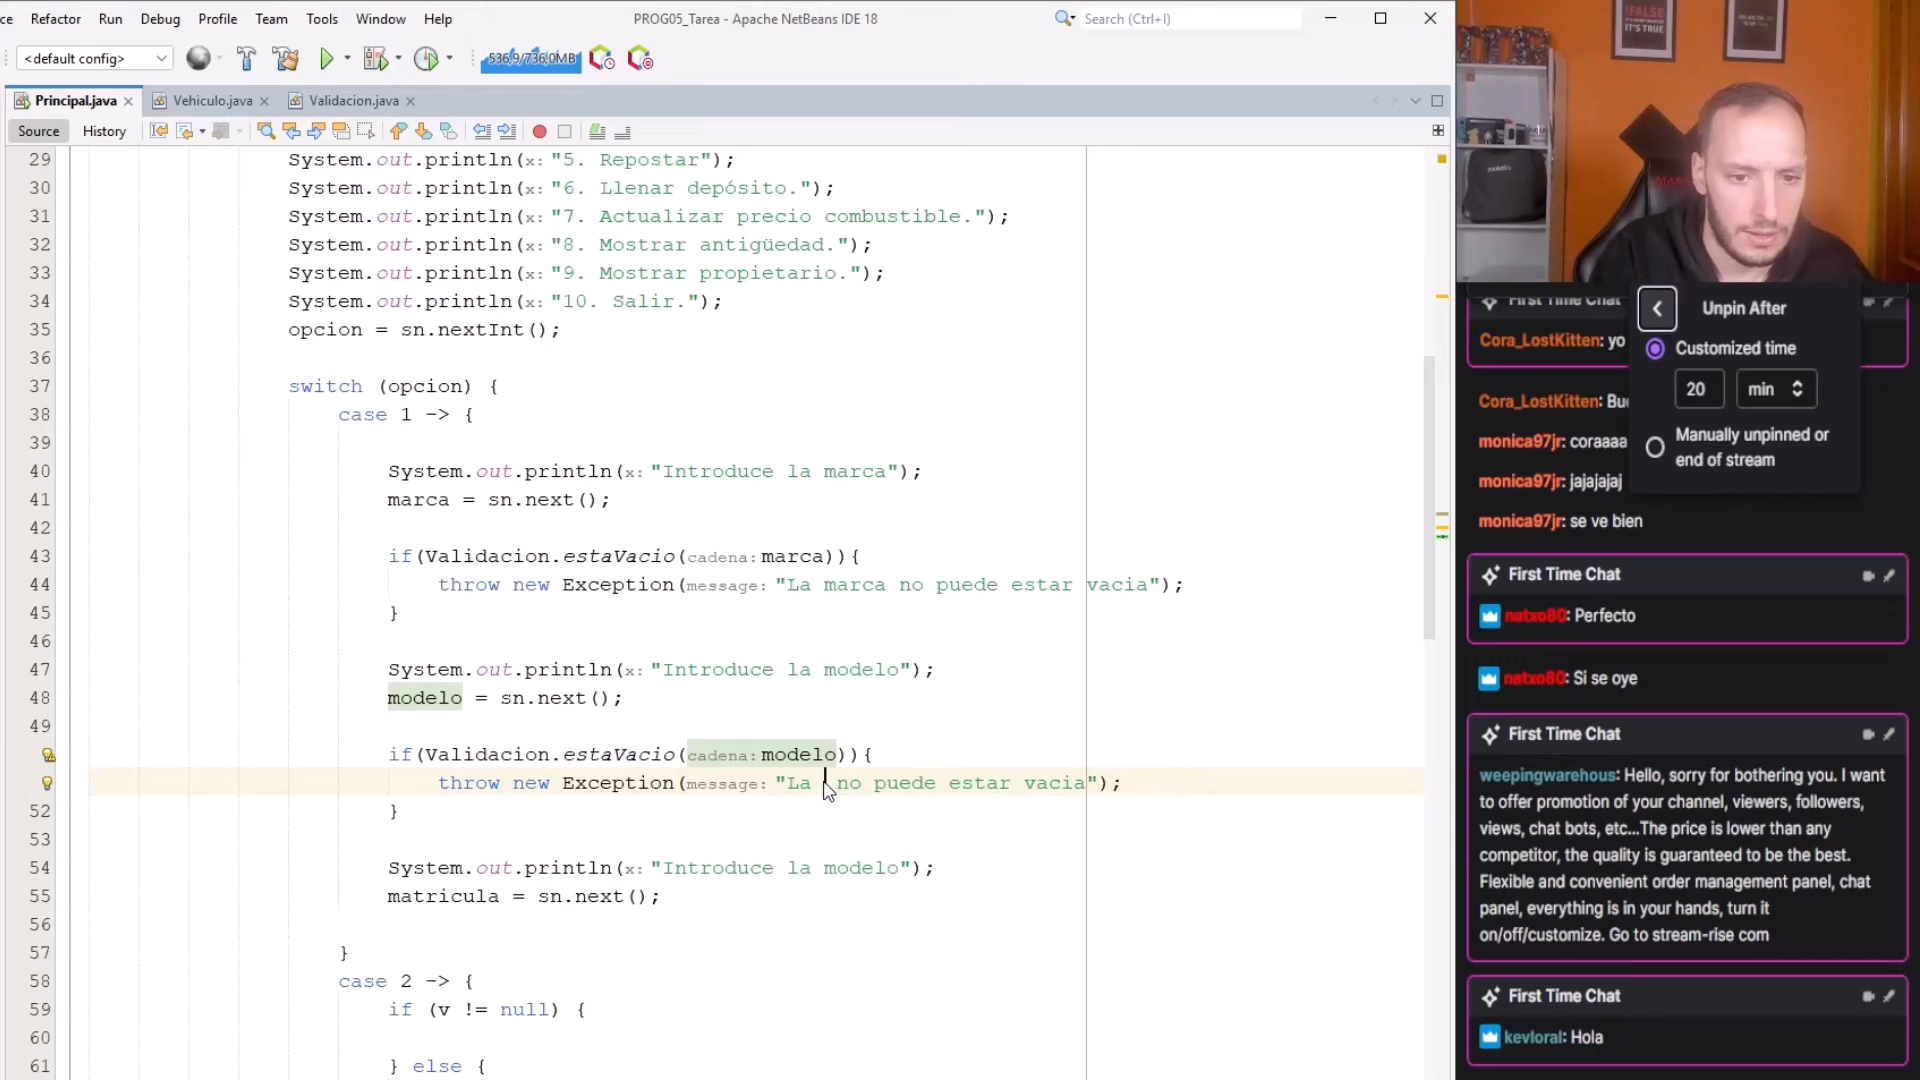 ce Refactor Run Debug Profile Team Tools Window Help
PROG05_Tarea - Apache NetBeans IDE 18
Search (Ctrl+I)
<default config>
536,9/736,0MB
Principal.java
Vehiculo.java
Validacion.java
Source
History
29 System.out.println(x: "5. Repostar");
30 System.out.println(x: "6. Llenar depósito.");
31 System.out.println(x: "7. Actualizar precio combustible.");
32 System.out.println(x: "8. Mostrar antigüedad.");
33 System.out.println(x: "9. Mostrar propietario.");
34 System.out.println(x: "10. Salir.");
35 opcion = sn.nextInt();
36
37 switch (opcion) {
38 case 1 -> {
39
40 System.out.println(x: "Introduce la marca");
41 marca = sn.next();
42
43 if(Validacion.estaVacio(cadena: marca)){
44 throw new Exception(message: "La marca no puede estar vacia");
45 }
46
47 System.out.println(x: "Introduce la modelo");
48 modelo = sn.next();
49
if(Validacion.estaVacio(cadena: modelo)){
throw new Exception(message: "La no puede estar vacia");
52 }
53
54 System.out.println(x: "Introduce la modelo");
55 matricula = sn.next();
56
57 }
58 case 2 -> {
59 if (v != null) {
60
61 } else {
!FALSE
IT'S TRUE
First Time Chat
Cora_LostKitten: yo
Cora_LostKitten: Bu
monica97jr: coraaaa
monica97jr: jajajajaj
monica97jr: se ve bien
Unpin After
Customized time
20 min
Manually unpinned or
end of stream
First Time Chat
natxo80: Perfecto
natxo80: Si se oye
First Time Chat
weepingwarehous: Hello, sorry for bothering you. I want
to offer promotion of your channel, viewers, followers,
views, chat bots, etc...The price is lower than any
competitor, the quality is guaranteed to be the best.
Flexible and convenient order management panel, chat
panel, everything is in your hands, turn it
on/off/customize. Go to stream-rise com
First Time Chat
kevloral: Hola